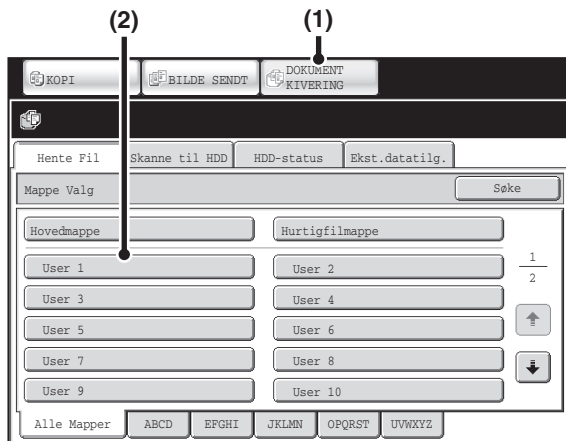 (2) (1)
KOPI BILDE SENDT DOKUMENT
KIVERING
Hente Fil Skanne til HDD HDD-status Ekst.datatilg.
Mappe Valg Søke
Hovedmappe Hurtigfilmappe
User 1 User 2 1
2
User 3 User 4
User 5 User 6
User 7 User 8
User 9 User 10
Alle Mapper ABCD EFGHI JKLMN OPQRST UVWXYZ